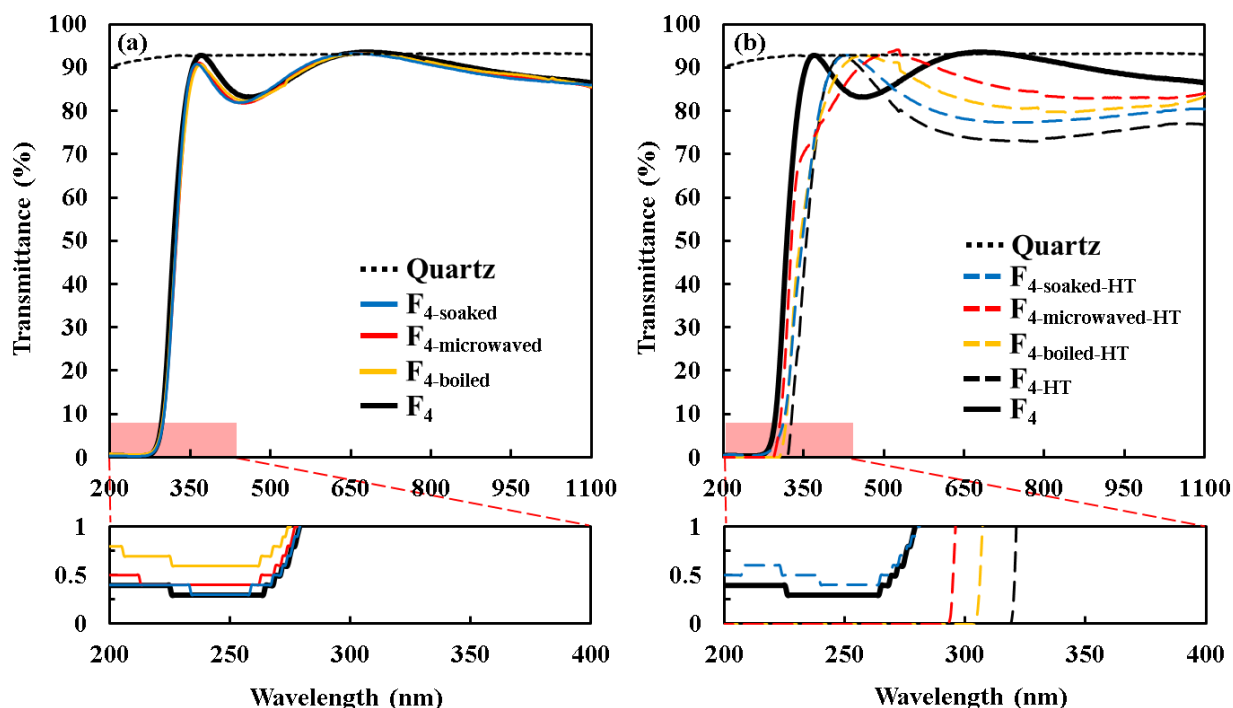 (a)
Transmittance (%)
100
90
80
70
60
50
40
30
20
10
0
Quartz
F4-soaked
F4-microwaved
F4-boiled
F4
200 350 500 650 800 950 1100
1
0.5
0
200 250 300 350 400
Wavelength (nm)
(b)
Transmittance (%)
100
90
80
70
60
50
40
30
20
10
0
Quartz
F4-soaked-HT
F4-microwaved-HT
F4-boiled-HT
F4-HT
F4
200 350 500 650 800 950 1100
1
0.5
0
200 250 300 350 400
Wavelength (nm)